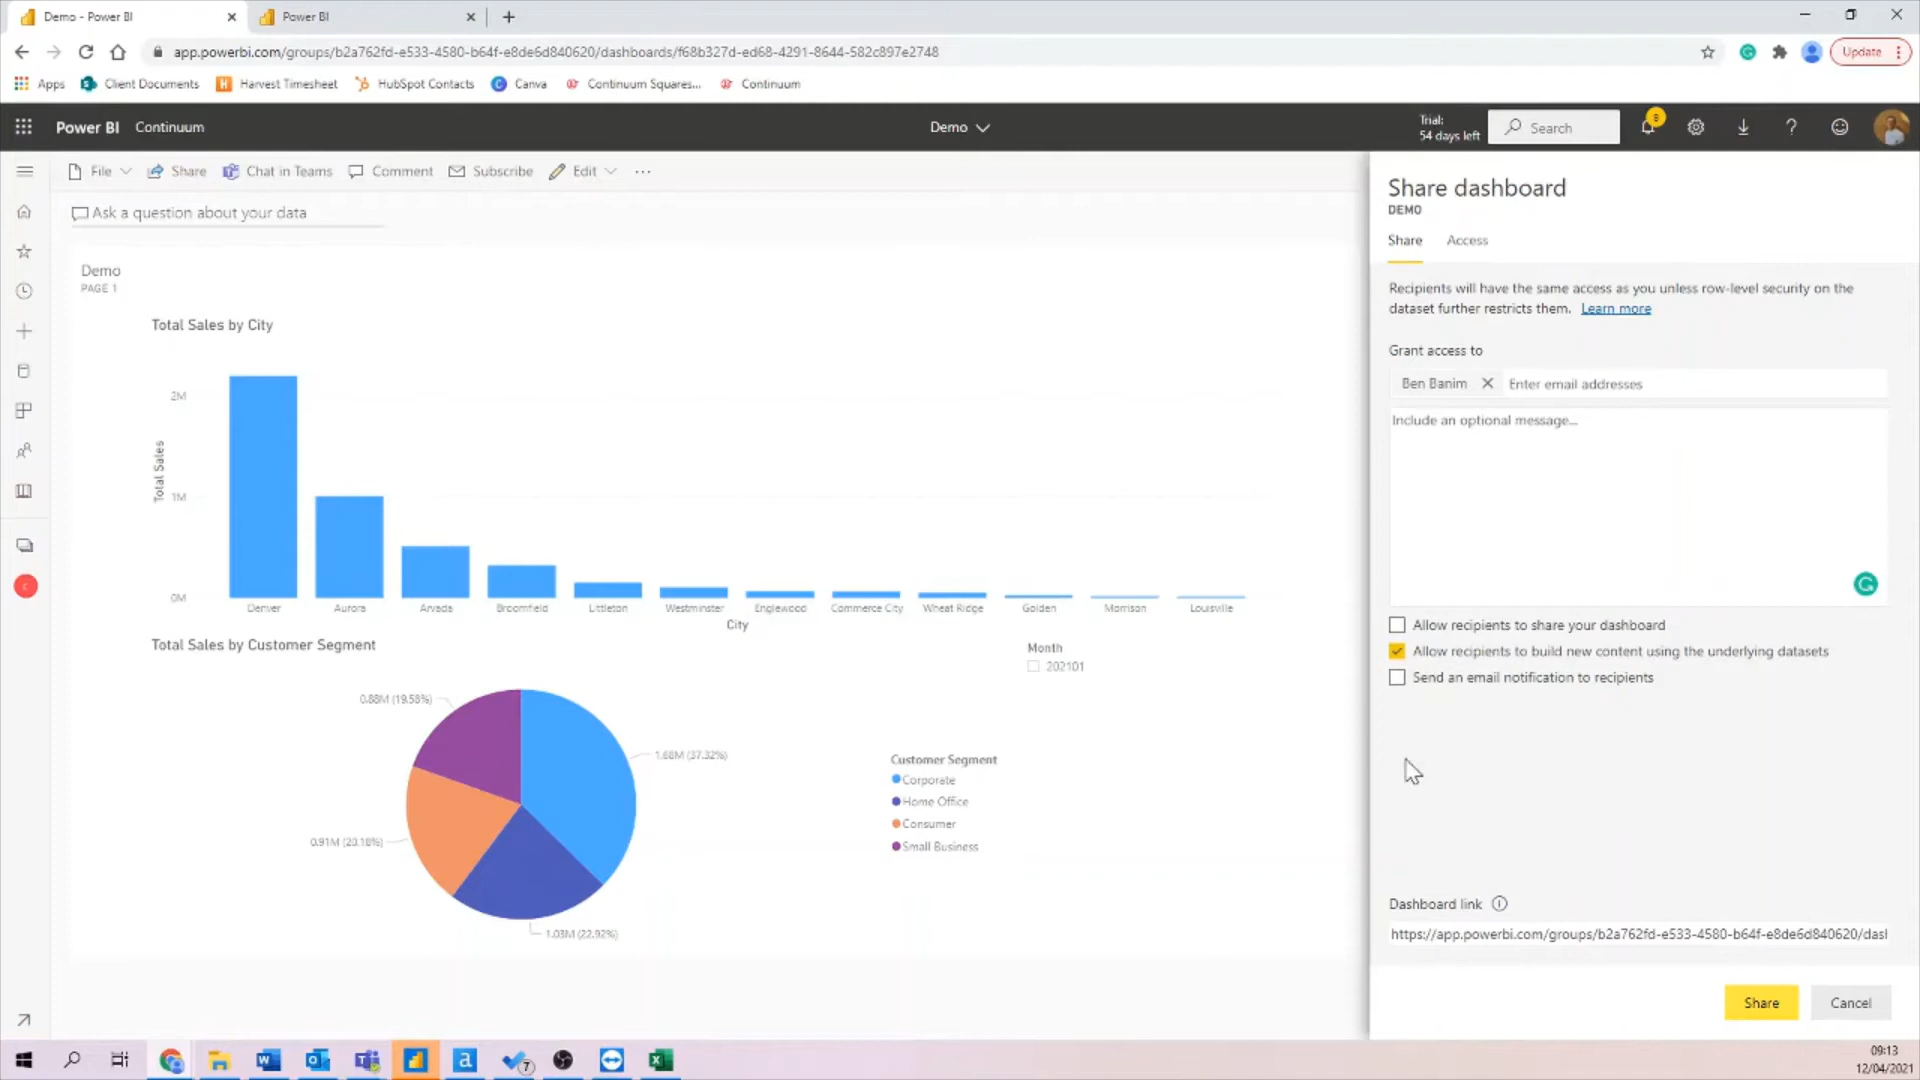 Demo - Power BI
Power BI
app.powerbi.com/groups/b2a762fd-e533-4580-b64f-e8de6d840620/dashboards/f68b327d-ed68-4291-8644-582c897e2748
Update
Apps
Client Documents
Harvest Timesheet
HubSpot Contacts
Canva
Continuum Squares...
Continuum
Power BI
Continuum
Demo
Trial:
54 days left
Search
File
Share
Chat in Teams
Comment
Subscribe
Edit
Ask a question about your data
Demo
PAGE 1
Total Sales by City
2M
1M
0M
Total Sales
Denver
Aurora
Arvada
Broomfield
Littleton
Westminster
Englewood
Commerce City
Wheat Ridge
Golden
Morrison
Louisville
City
Total Sales by Customer Segment
Month
202101
0.88M (19.58%)
1.68M (37.32%)
0.91M (20.18%)
1.03M (22.92%)
Customer Segment
Corporate
Home Office
Consumer
Small Business
Share dashboard
DEMO
Share
Access
Recipients will have the same access as you unless row-level security on the
dataset further restricts them. Learn more
Grant access to
Ben Banim
Enter email addresses
Include an optional message...
Allow recipients to share your dashboard
Allow recipients to build new content using the underlying datasets
Send an email notification to recipients
Dashboard link
https://app.powerbi.com/groups/b2a762fd-e533-4580-b64f-e8de6d840620/dasl
Share
Cancel
7
09:13
12/04/2021